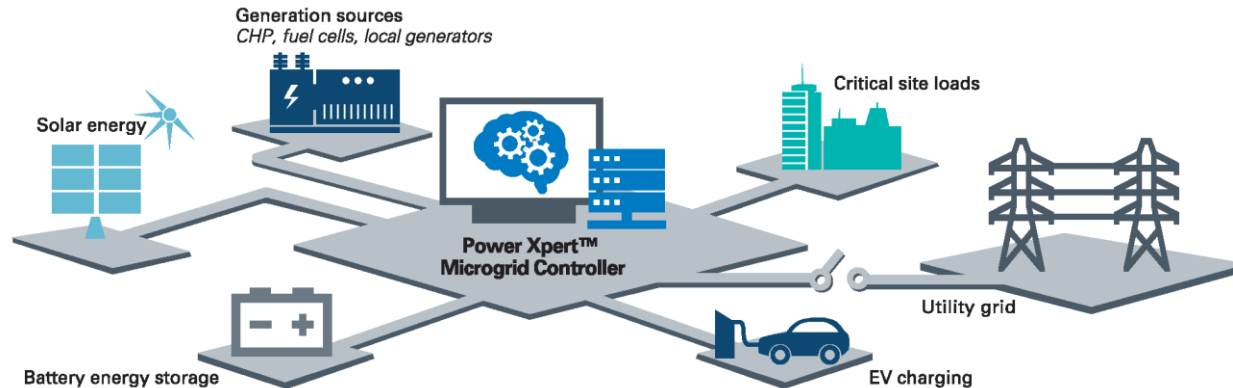 Generation sources
CHP, fuel cells, local generators
Solar energy
Critical site loads
Power Xpert™
Microgrid Controller
Utility grid
Battery energy storage
EV charging